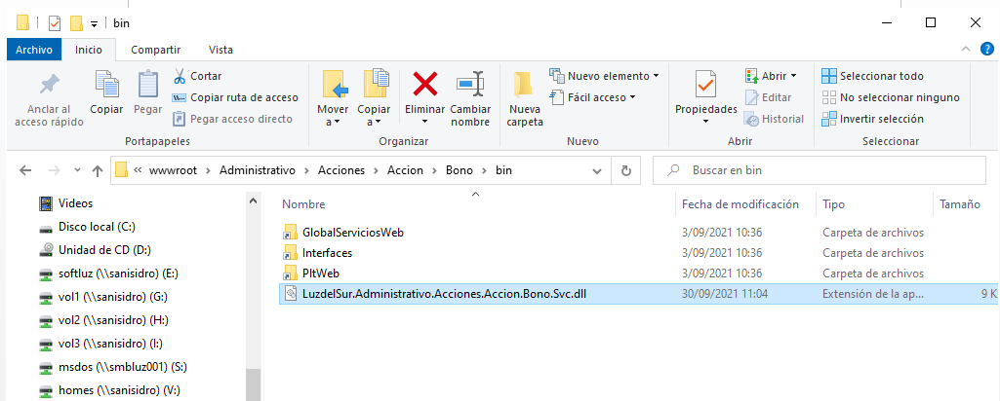 bin
Archivo Inicio Compartir Vista
Anclar al acceso rápido
Copiar
Pegar
Cortar
Copiar ruta de acceso
Pegar acceso directo
Portapapeles
Mover a
Copiar a
Eliminar
Cambiar nombre
Organizar
Nueva carpeta
Nuevo elemento
Fácil acceso
Nuevo
Propiedades
Abrir
Editar
Historial
Abrir
Seleccionar todo
No seleccionar ninguno
Invertir selección
Seleccionar
« wwwroot > Administrativo > Acciones > Accion > Bono > bin
Buscar en bin
Videos
Disco local (C:)
Unidad de CD (D:)
softluz (\\sanisidro) (E:)
vol1 (\\sanisidro) (G:)
vol2 (\\sanisidro) (H:)
vol3 (\\sanisidro) (I:)
msdos (\\smbluz001) (S:)
homes (\\sanisidro) (V:)
Nombre Fecha de modificación Tipo Tamaño
GlobalServiciosWeb 3/09/2021 10:36 Carpeta de archivos
Interfaces 3/09/2021 10:36 Carpeta de archivos
PltWeb 3/09/2021 10:36 Carpeta de archivos
LuzdelSur.Administrativo.Acciones.Accion.Bono.Svc.dll 30/09/2021 11:04 Extensión de la ap... 9 K